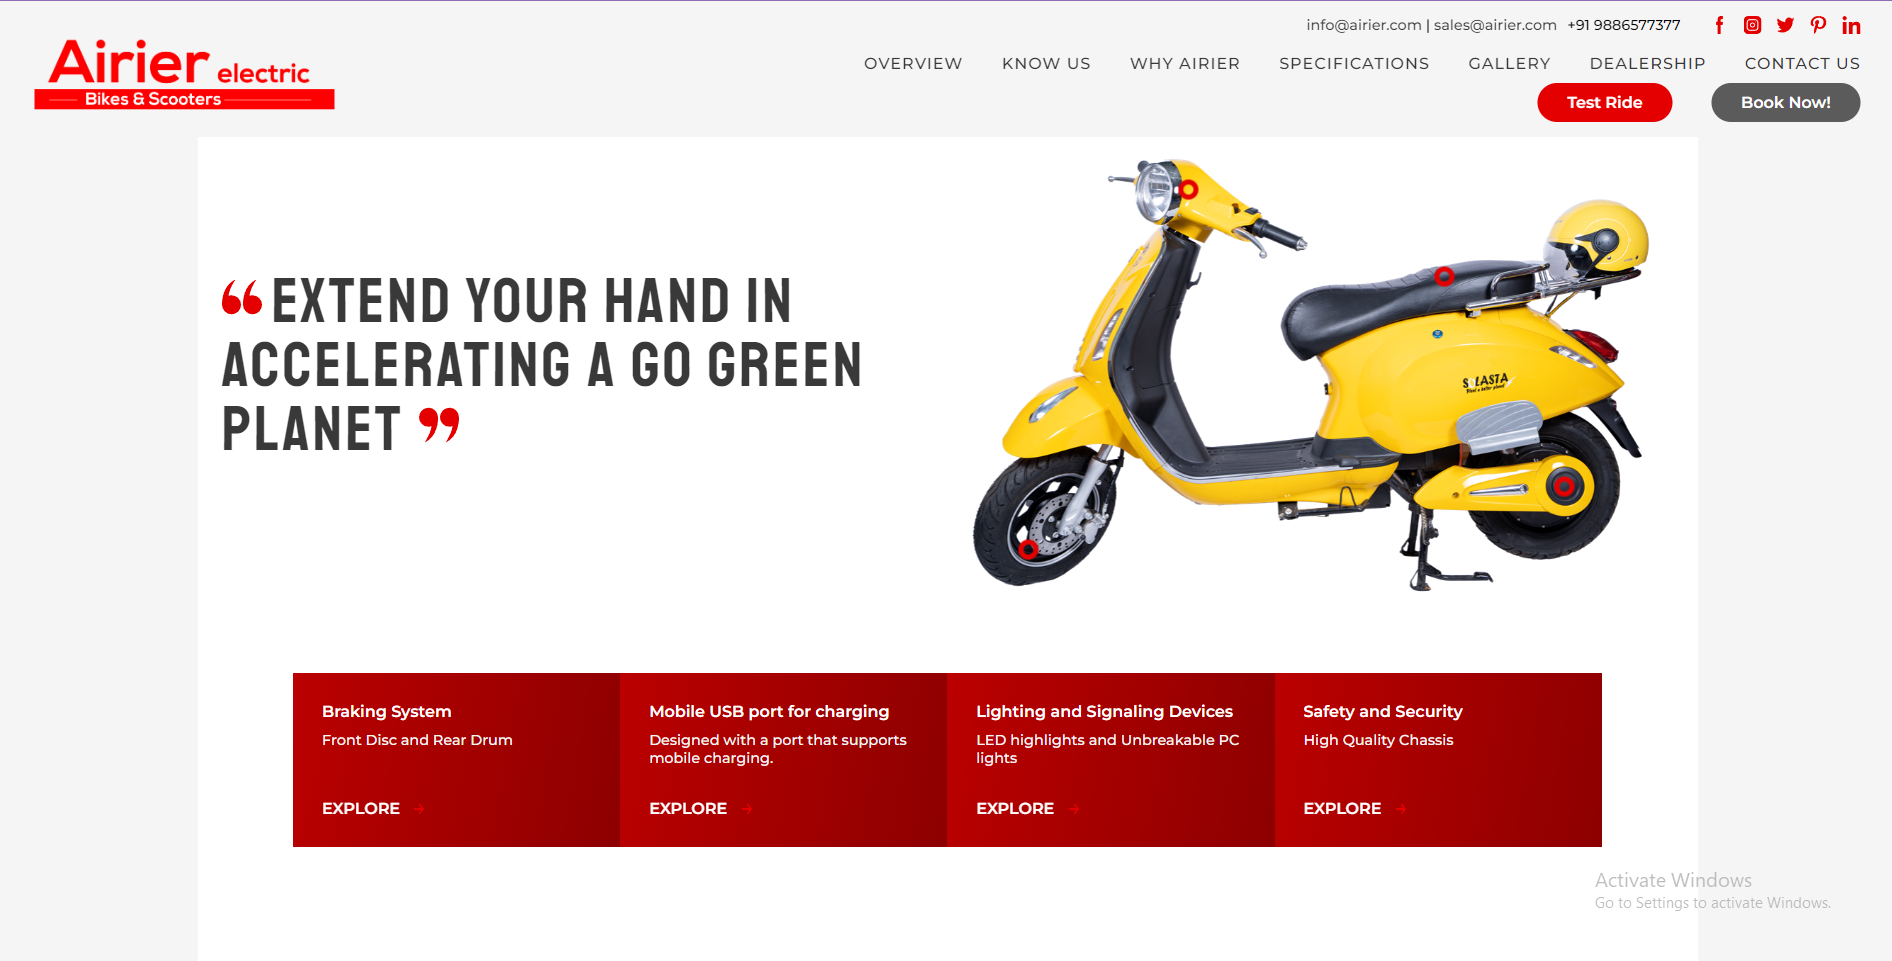 info@airier.com | sales@airier.com +91 9886577377
Airier electric
Bikes & Scooters
OVERVIEW KNOW US WHY AIRIER SPECIFICATIONS GALLERY DEALERSHIP CONTACT US
Test Ride Book Now!
“ EXTEND YOUR HAND IN
ACCELERATING A GO GREEN
PLANET ”
SOLASTA
Braking System
Front Disc and Rear Drum
EXPLORE →
Mobile USB port for charging
Designed with a port that supports
mobile charging.
EXPLORE →
Lighting and Signaling Devices
LED highlights and Unbreakable PC
lights
EXPLORE →
Safety and Security
High Quality Chassis
EXPLORE →
Activate Windows
Go to Settings to activate Windows.